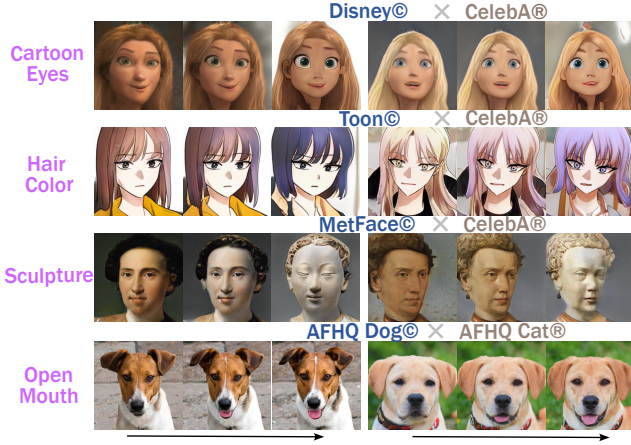 Disney© × CelebA®
Cartoon
Eyes
Toon© × CelebA®
Hair
Color
MetFace© × CelebA®
Sculpture
AFHQ Dog© × AFHQ Cat®
Open
Mouth